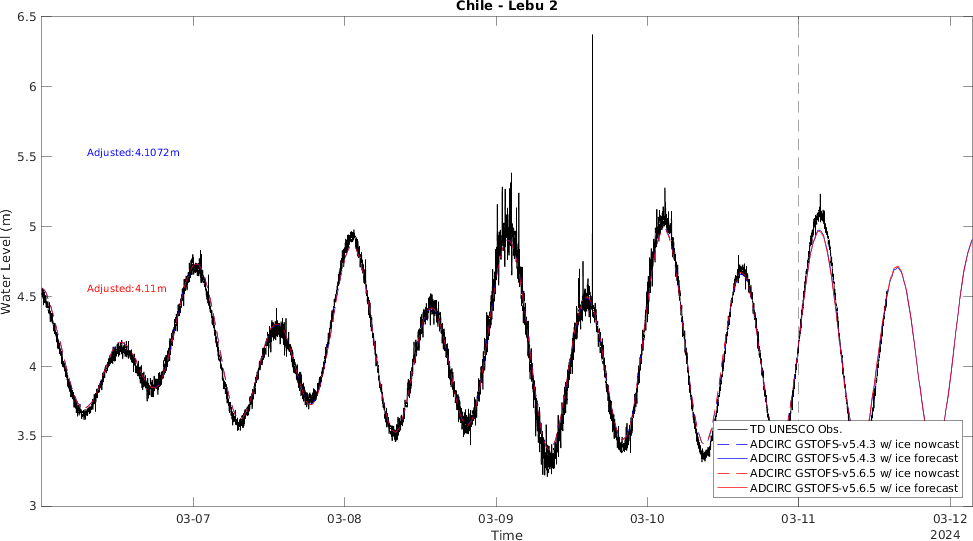 Chile - Lebu 2
6.5
6
5.5
5
4.5
4
3.5
3
Water Level (m)
Adjusted:4.1072m
Adjusted:4.11m
TD UNESCO Obs.
ADCIRC GSTOFS-v5.4.3 w/ ice nowcast
ADCIRC GSTOFS-v5.4.3 w/ ice forecast
ADCIRC GSTOFS-v5.6.5 w/ ice nowcast
ADCIRC GSTOFS-v5.6.5 w/ ice forecast
03-07 03-08 03-09 03-10 03-11 03-12
Time 2024